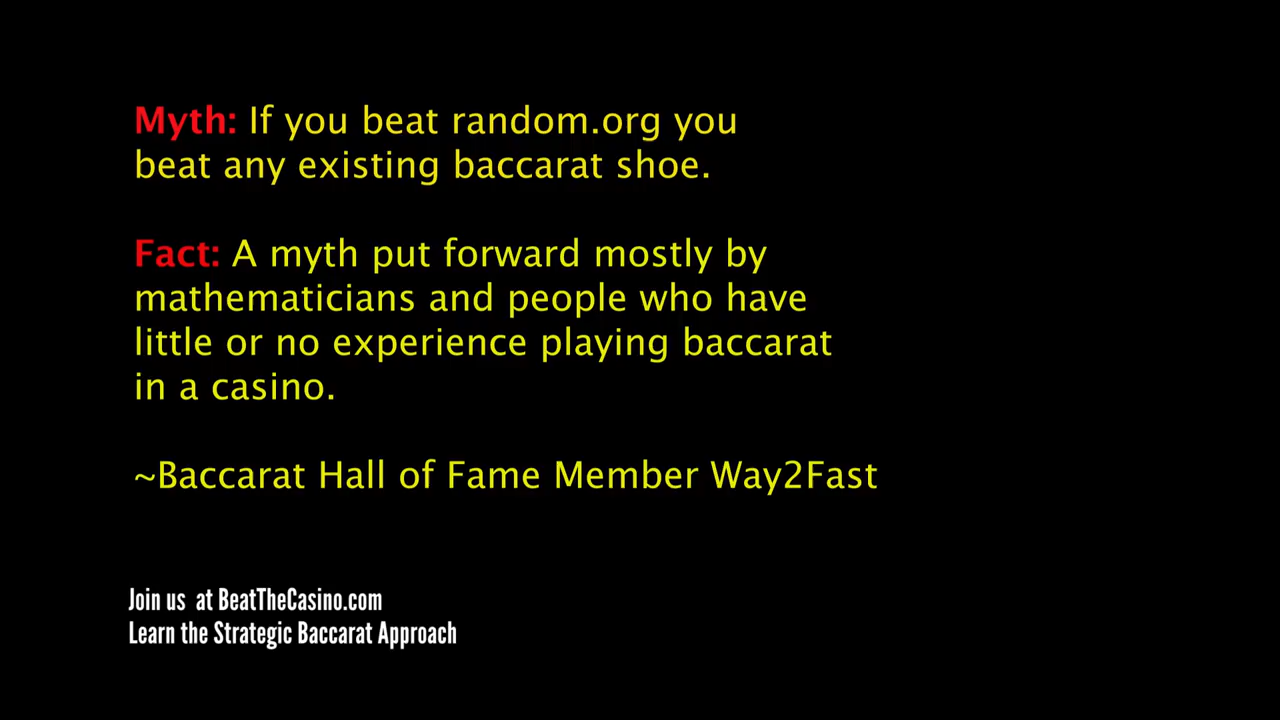 Myth: If you beat random.org you
beat any existing baccarat shoe.
Fact: A myth put forward mostly by
mathematicians and people who have
little or no experience playing baccarat
in a casino.
~Baccarat Hall of Fame Member Way2Fast
Join us at BeatTheCasino.com
Learn the Strategic Baccarat Approach